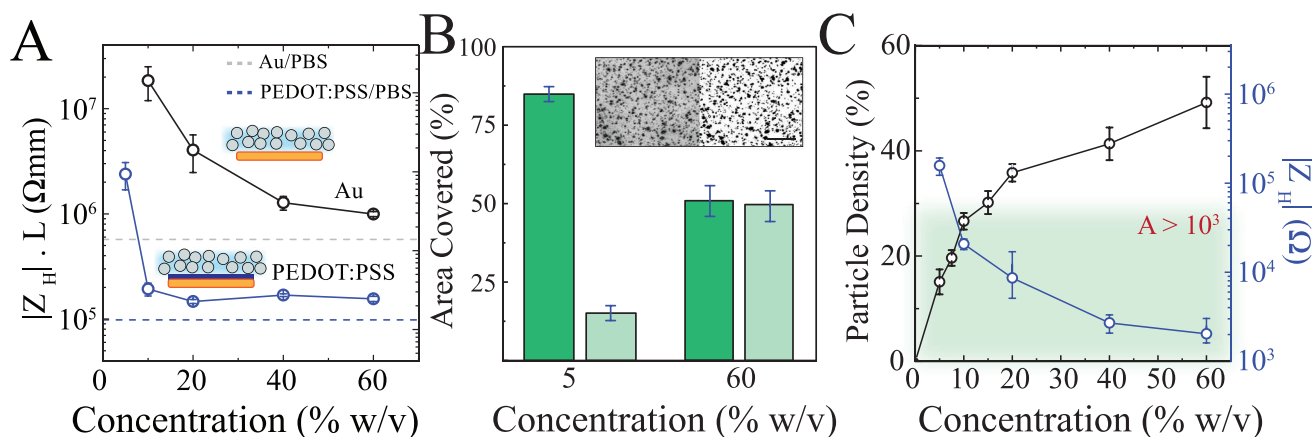 A
|Z H| · L (Ωmm)
10⁷
10⁶
10⁵
Au/PBS
PEDOT:PSS/PBS
Au
PEDOT:PSS
0 20 40 60
Concentration (% w/v)
B
Area Covered (%)
100
75
50
25
5 60
Concentration (% w/v)
C
Particle Density (%)
60
40
20
0
A > 10³
10⁶
10⁵
10⁴
10³
|Z H| (Ω)
0 10 20 30 40 50 60
Concentration (% w/v)